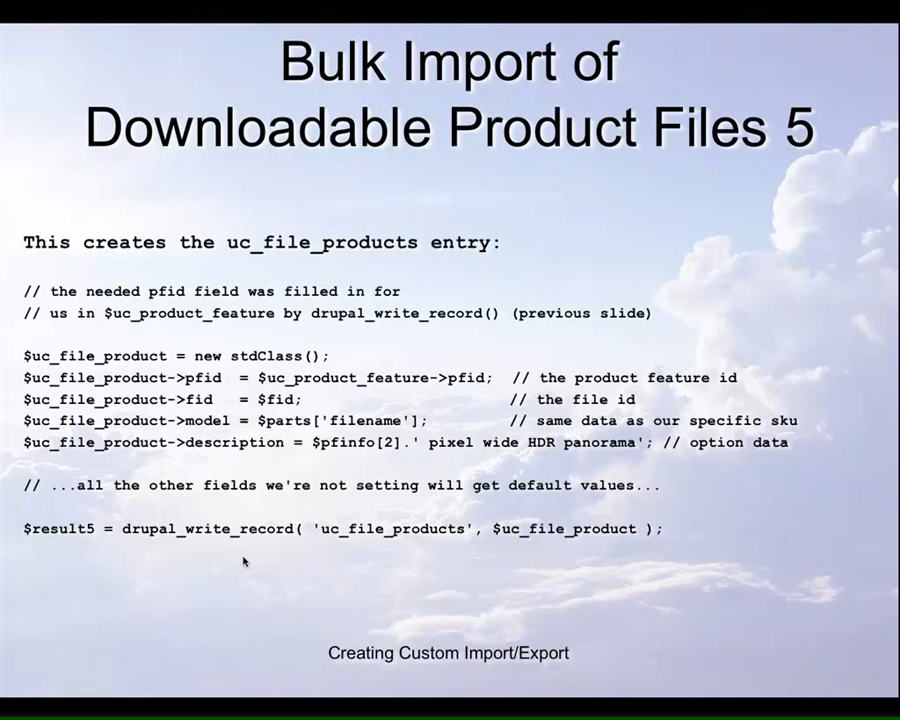 Bulk Import of
Downloadable Product Files 5
This creates the uc_file_products entry:
// the needed pfid field was filled in for
// us in $uc_product_feature by drupal_write_record() (previous slide)
$uc_file_product = new stdClass();
$uc_file_product->pfid  = $uc_product_feature->pfid;  // the product feature id
$uc_file_product->fid   = $fid;                       // the file id
$uc_file_product->model = $parts['filename'];         // same data as our specific sku
$uc_file_product->description = $pfinfo[2].' pixel wide HDR panorama'; // option data
// ...all the other fields we're not setting will get default values...
$result5 = drupal_write_record( 'uc_file_products', $uc_file_product );
Creating Custom Import/Export